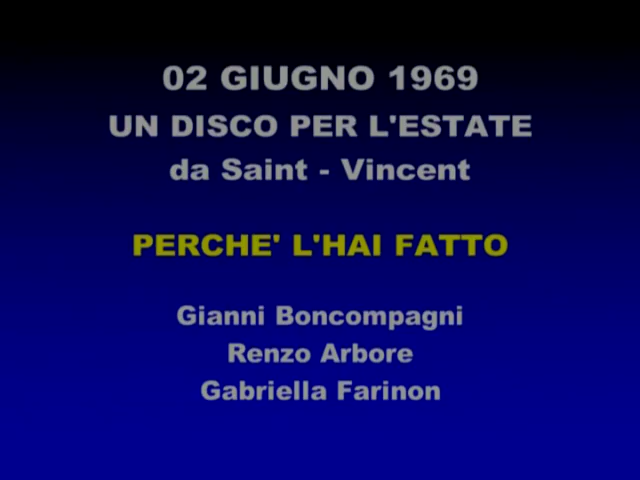 02 GIUGNO 1969
UN DISCO PER L'ESTATE
da Saint - Vincent
PERCHE' L'HAI FATTO
Gianni Boncompagni
Renzo Arbore
Gabriella Farinon